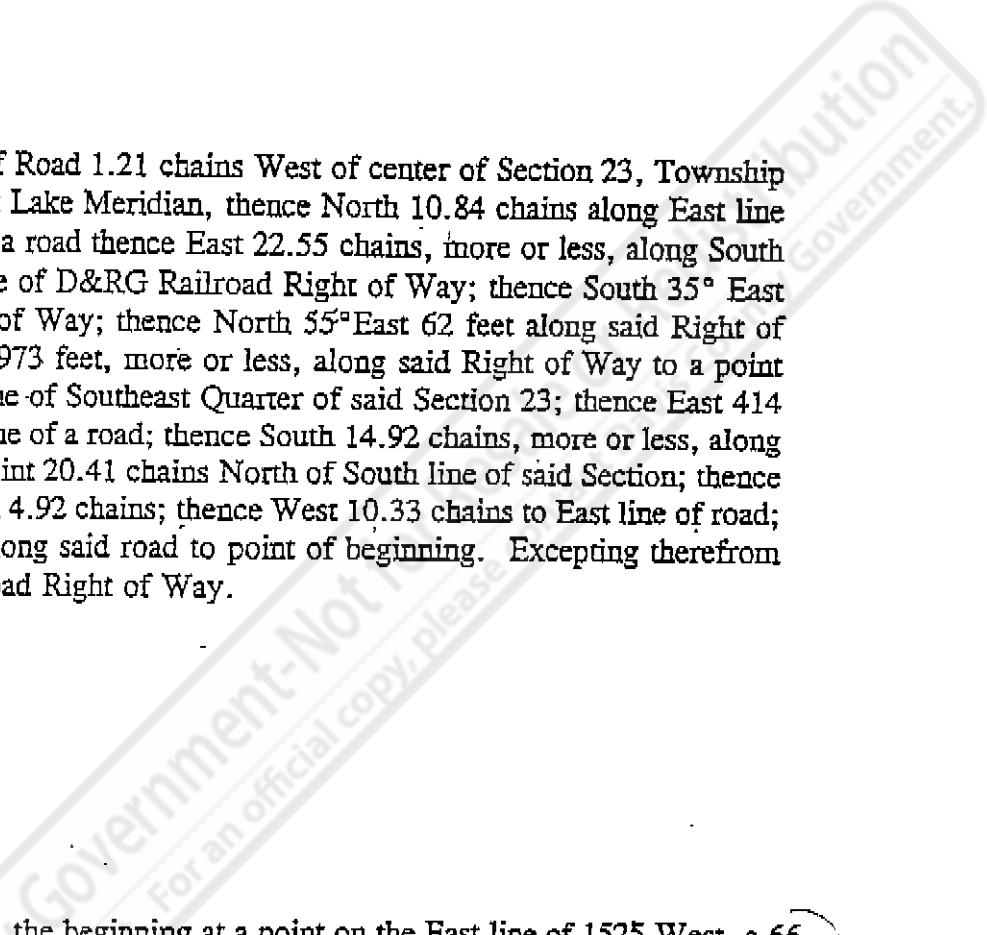 f Road 1.21 chains West of center of Section 23, Township
Lake Meridian, thence North 10.84 chains along East line
a road thence East 22.55 chains, more or less, along South
e of D&RG Railroad Right of Way; thence South 35° East
of Way; thence North 55°East 62 feet along said Right of
973 feet, more or less, along said Right of Way to a point
ne of Southeast Quarter of said Section 23; thence East 414
ne of a road; thence South 14.92 chains, more or less, along
int 20.41 chains North of South line of said Section; thence
4.92 chains; thence West 10.33 chains to East line of road;
ong said road to point of beginning. Excepting therefrom
oad Right of Way.
the beginning at a point on the East line of 1525 West, a 66
Government-Not for
bution
For an official copy, please
Government.